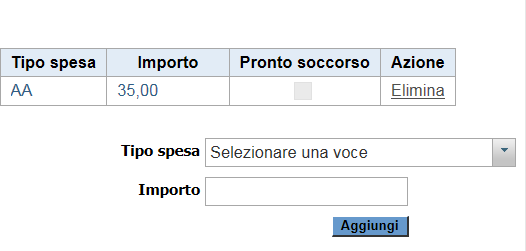 Tipo spesa Importo Pronto soccorso Azione
AA 35,00 Elimina
Tipo spesa Selezionare una voce
Importo
Aggiungi